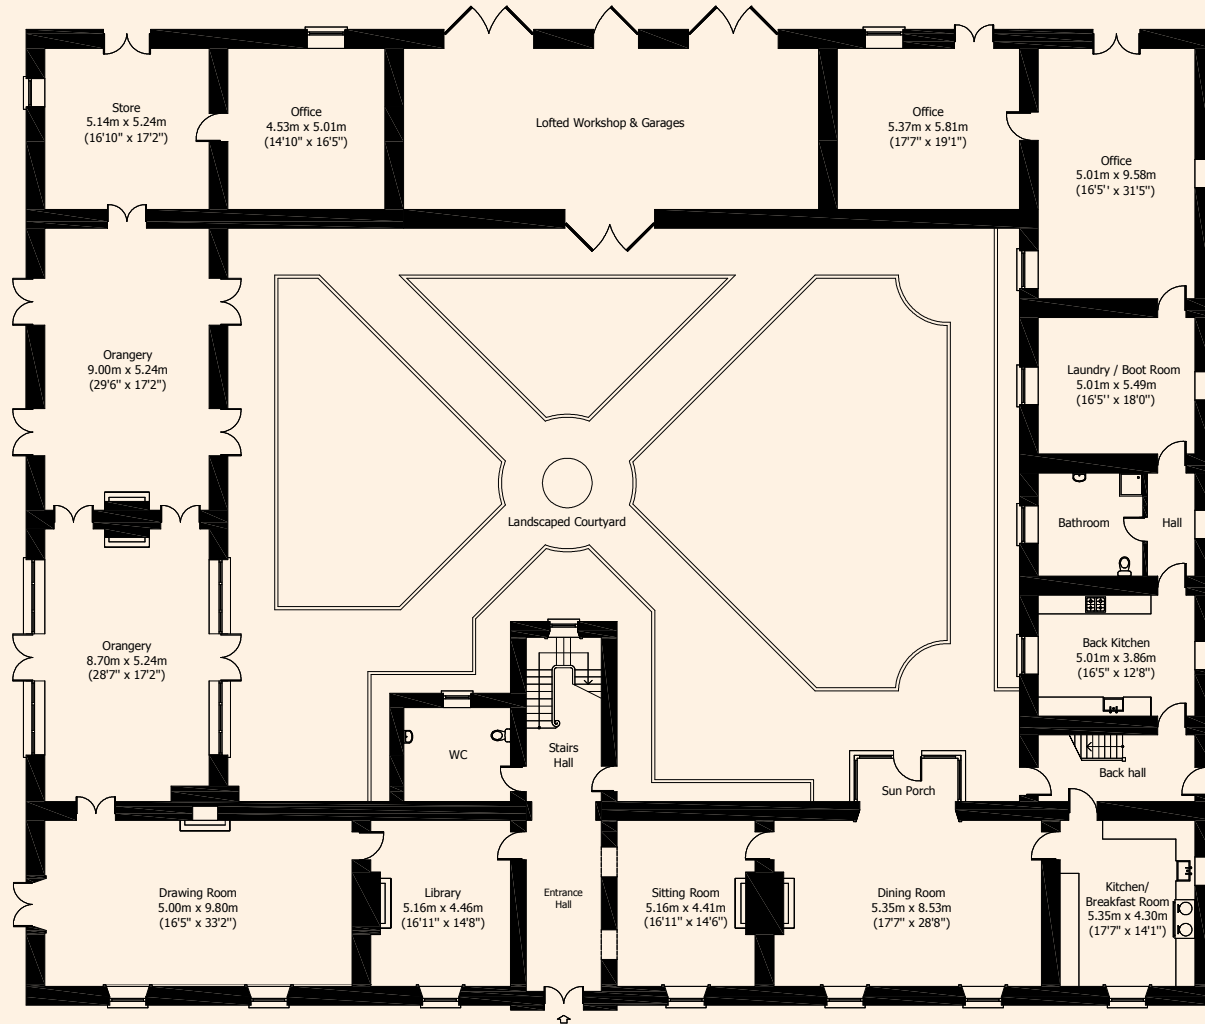 Store
5.14m x 5.24m
(16'10" x 17'2")
Office
4.53m x 5.01m
(14'10" x 16'5")
Lofted Workshop & Garages
Office
5.37m x 5.81m
(17'7" x 19'1")
Office
5.01m x 9.58m
(16'5'' x 31'5")
Orangery
9.00m x 5.24m
(29'6" x 17'2")
Laundry / Boot Room
5.01m x 5.49m
(16'5'' x 18'0")
Landscaped Courtyard
Bathroom
Hall
Orangery
8.70m x 5.24m
(28'7" x 17'2")
Back Kitchen
5.01m x 3.86m
(16'5" x 12'8")
WC
Stairs
Hall
Sun Porch
Back hall
Drawing Room
5.00m x 9.80m
(16'5" x 33'2")
Library
5.16m x 4.46m
(16'11" x 14'8")
Entrance
Hall
Sitting Room
5.16m x 4.41m
(16'11" x 14'6")
Dining Room
5.35m x 8.53m
(17'7" x 28'8")
Kitchen/
Breakfast Room
5.35m x 4.30m
(17'7" x 14'1")